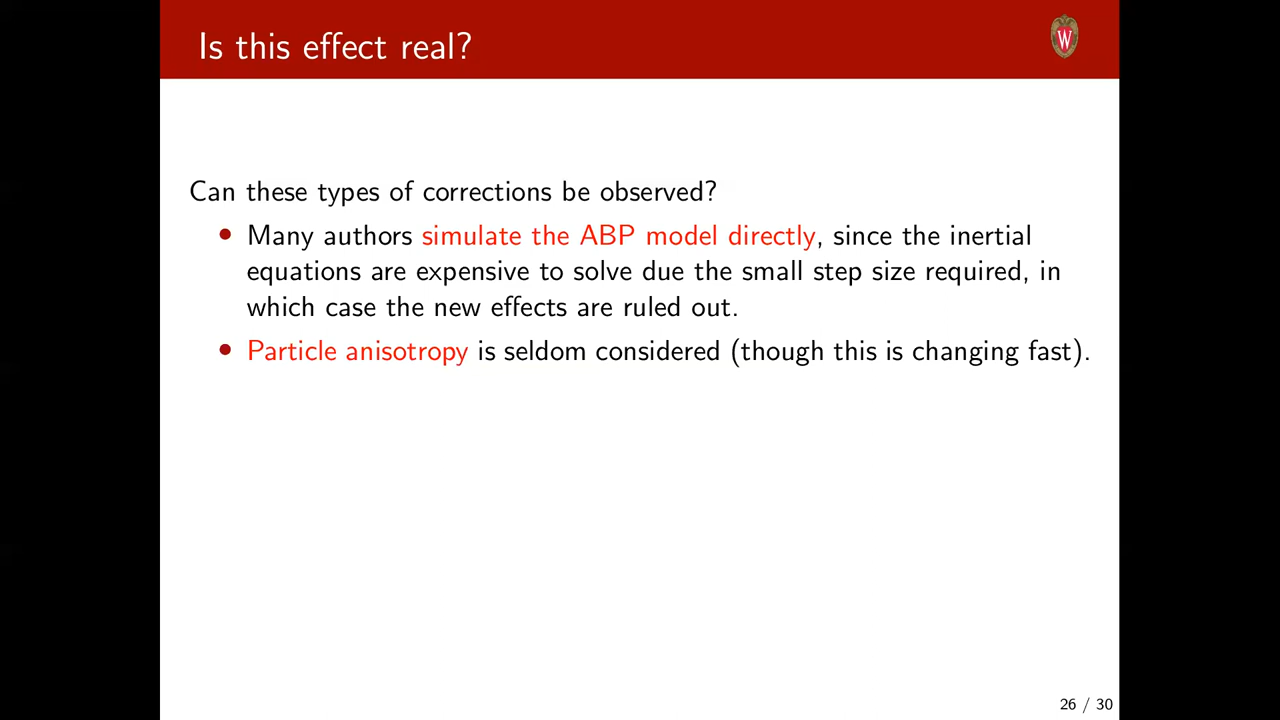 Is this effect real?
W
Can these types of corrections be observed?
• Many authors simulate the ABP model directly, since the inertial
equations are expensive to solve due the small step size required, in
which case the new effects are ruled out.
• Particle anisotropy is seldom considered (though this is changing fast).
26 / 30